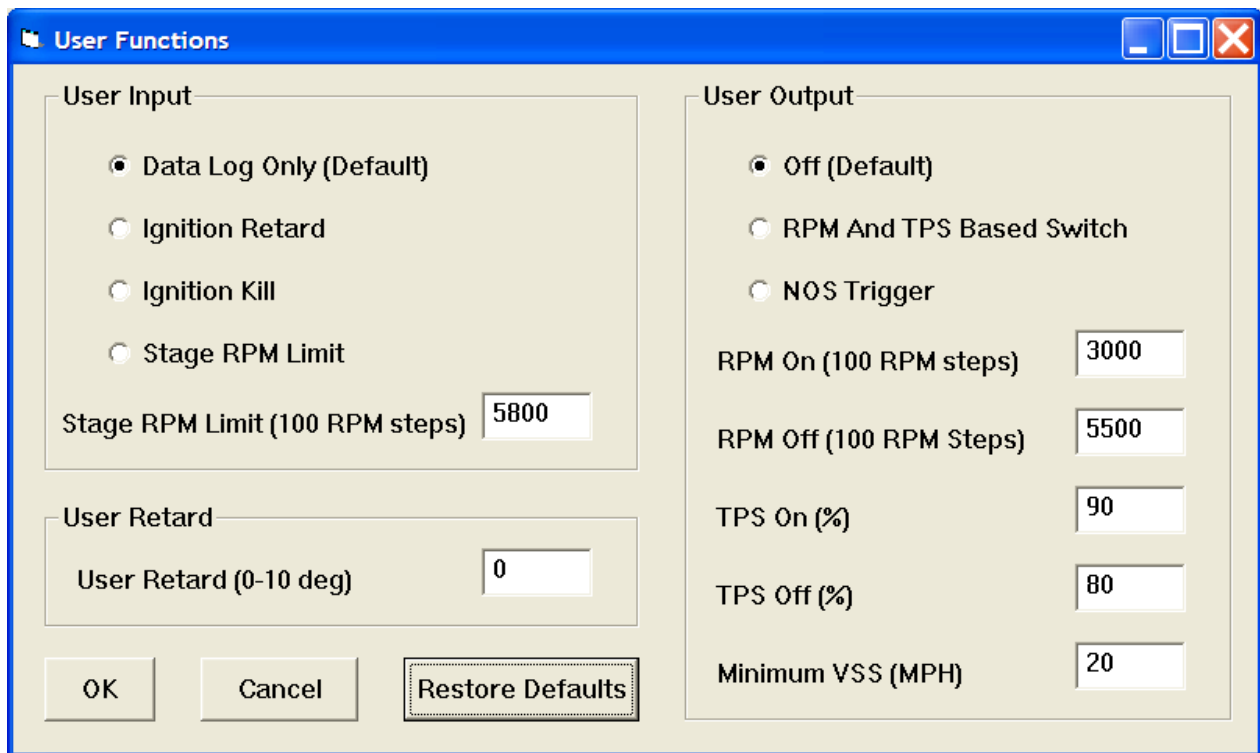 User Functions
User Input
Data Log Only (Default)
Ignition Retard
Ignition Kill
Stage RPM Limit
Stage RPM Limit (100 RPM steps) 5800
User Retard
User Retard (0-10 deg) 0
OK Cancel Restore Defaults
User Output
Off (Default)
RPM And TPS Based Switch
NOS Trigger
RPM On (100 RPM steps) 3000
RPM Off (100 RPM Steps) 5500
TPS On (%) 90
TPS Off (%) 80
Minimum VSS (MPH) 20